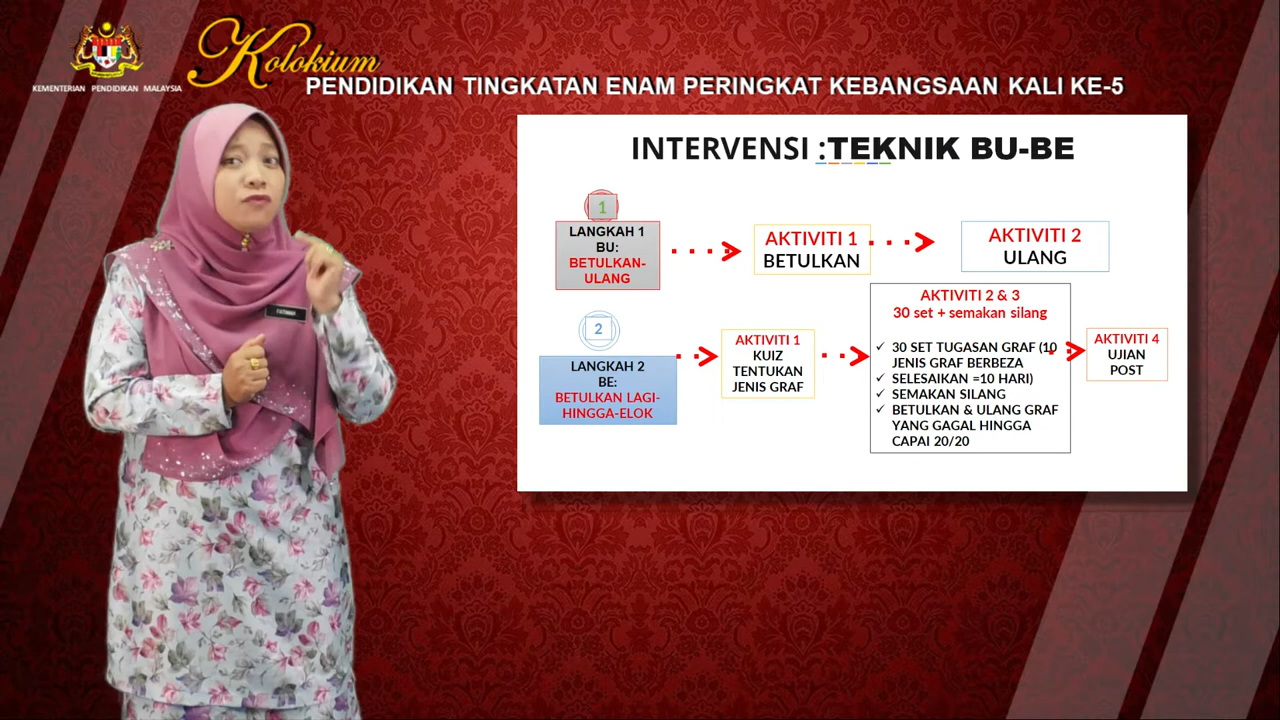 Kolokium
KEMENTERIAN PENDIDIKAN MALAYSIA
PENDIDIKAN TINGKATAN ENAM PERINGKAT KEBANGSAAN KALI KE-5
INTERVENSI :TEKNIK BU-BE
1
LANGKAH 1
BU:
BETULKAN-
ULANG
AKTIVITI 1
BETULKAN
AKTIVITI 2
ULANG
2
LANGKAH 2
BE:
BETULKAN LAGI-
HINGGA-ELOK
AKTIVITI 1
KUIZ
TENTUKAN
JENIS GRAF
AKTIVITI 2 & 3
30 set + semakan silang
✓ 30 SET TUGASAN GRAF (10
JENIS GRAF BERBEZA
✓ SELESAIKAN =10 HARI)
✓ SEMAKAN SILANG
✓ BETULKAN & ULANG GRAF
YANG GAGAL HINGGA
CAPAI 20/20
AKTIVITI 4
UJIAN
POST
FATIMAH